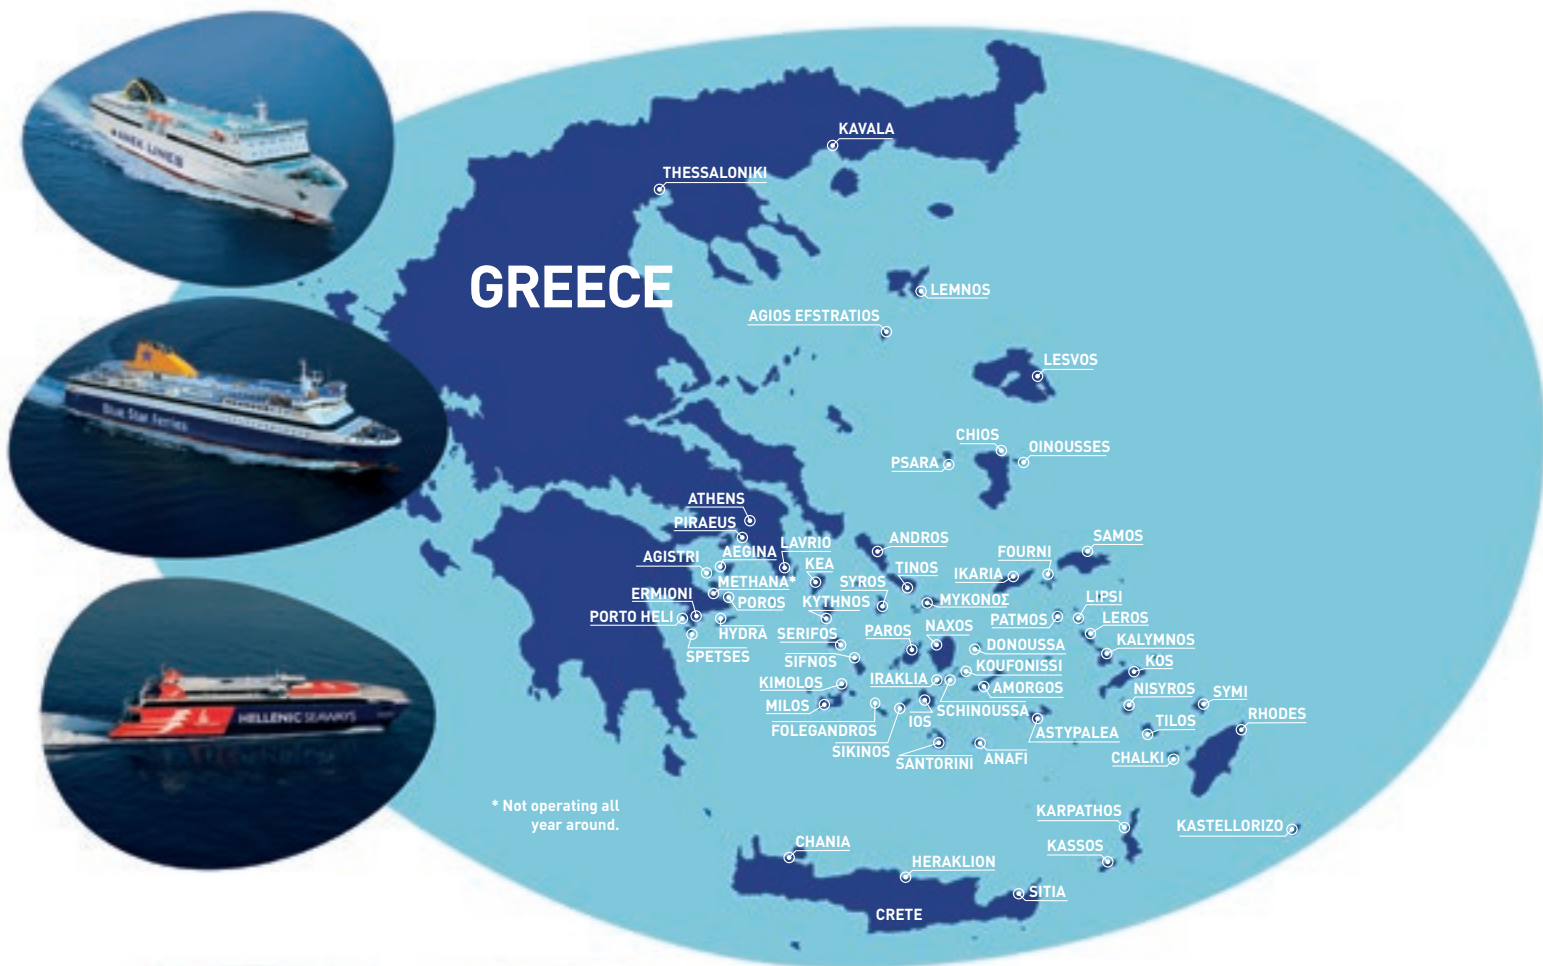 ANEK LINES
Blue Star Ferries
HELLENIC SEAWAYS
GREECE
KAVALA
THESSALONIKI
LEMNOS
AGIOS EFSTRATIOS
LESVOS
CHIOS
OINOUSSES
PSARA
ATHENS
PIRAEUS
LAVRIO
ANDROS
SAMOS
AGISTRI
AEGINA
KEA
TINOS
FOURNI
IKARIA
METHANA*
SYROS
ERMIONI
POROS
KYTHNOS
MYKONOΣ
LIPSI
PORTO HELI
HYDRA
SERIFOS
PAROS
NAXOS
PATMOS
LEROS
SPETSES
SIFNOS
DONOUSSA
KALYMNOS
KOUFONISSI
KOS
KIMOLOS
IRAKLIA
AMORGOS
NISYROS
SYMI
MILOS
SCHINOUSSA
RHODES
FOLEGANDROS
IOS
ASTYPALEA
TILOS
SIKINOS
SANTORINI
ANAFI
CHALKI
* Not operating all
year around.
KARPATHOS
KASTELLORIZO
CHANIA
KASSOS
HERAKLION
SITIA
CRETE